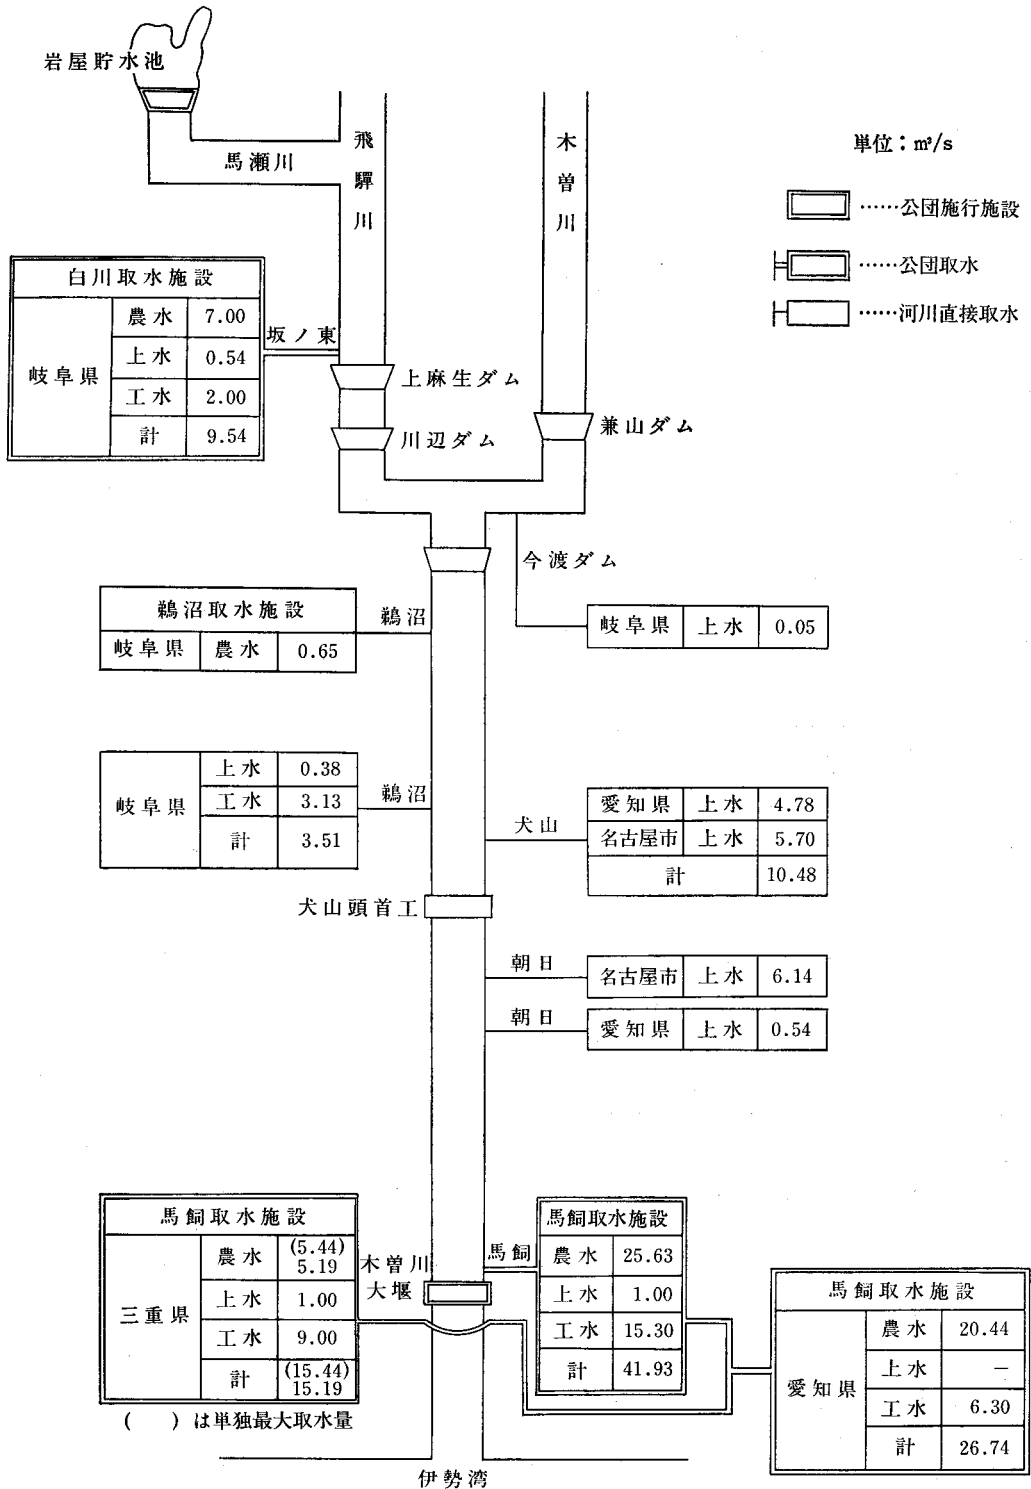 岩屋貯水池
馬瀬川
飛驒川
木曽川
単位：m³/s
……公団施行施設
……公団取水
……河川直接取水
白川取水施設
岐阜県
農水 7.00
上水 0.54
工水 2.00
計 9.54
坂ノ東
上麻生ダム
川辺ダム
兼山ダム
今渡ダム
鵜沼取水施設
岐阜県 農水 0.65
鵜沼
岐阜県 上水 0.05
岐阜県
上水 0.38
工水 3.13
計 3.51
鵜沼
犬山
愛知県 上水 4.78
名古屋市 上水 5.70
計 10.48
犬山頭首工
朝日
名古屋市 上水 6.14
朝日
愛知県 上水 0.54
馬飼取水施設
三重県
農水 (5.44)
5.19
上水 1.00
工水 9.00
計 (15.44)
15.19
( )は単独最大取水量
木曽川
大堰
馬飼
馬飼取水施設
農水 25.63
上水 1.00
工水 15.30
計 41.93
馬飼取水施設
愛知県
農水 20.44
上水 －
工水 6.30
計 26.74
伊勢湾